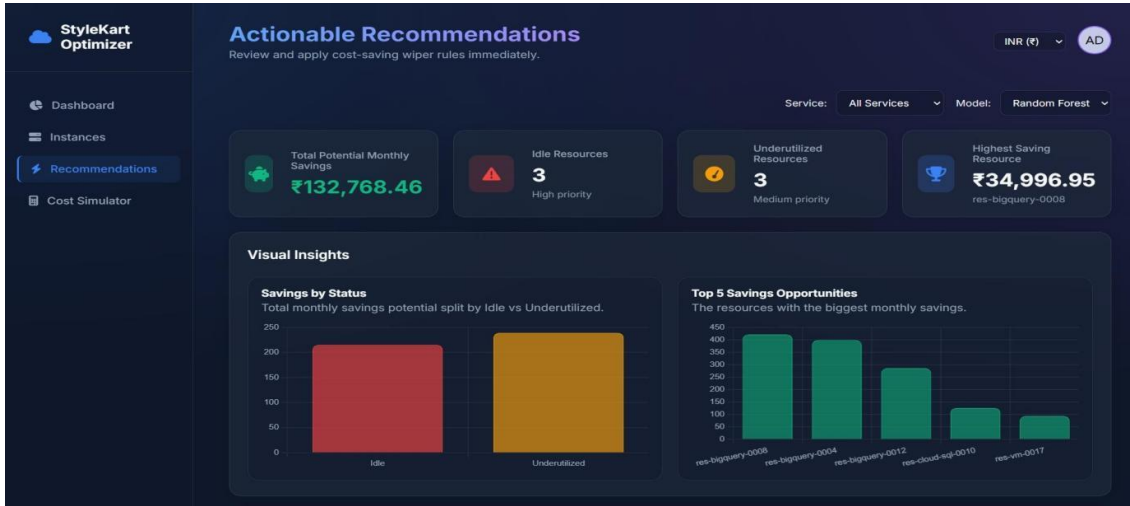 StyleKart
Optimizer
Dashboard
Instances
Recommendations
Cost Simulator
Actionable Recommendations
Review and apply cost-saving wiper rules immediately.
INR (₹)
AD
Service: All Services Model: Random Forest
Total Potential Monthly
Savings
₹132,768.46
Idle Resources
3
High priority
Underutilized
Resources
3
Medium priority
Highest Saving
Resource
₹34,996.95
res-bigquery-0008
Visual Insights
Savings by Status
Total monthly savings potential split by Idle vs Underutilized.
250
200
150
100
50
0
Idle
Underutilized
Top 5 Savings Opportunities
The resources with the biggest monthly savings.
450
400
350
300
250
200
150
100
50
0
res-bigquery-0008
res-bigquery-0004
res-bigquery-0012
res-cloud-sql-0010
res-vm-0017